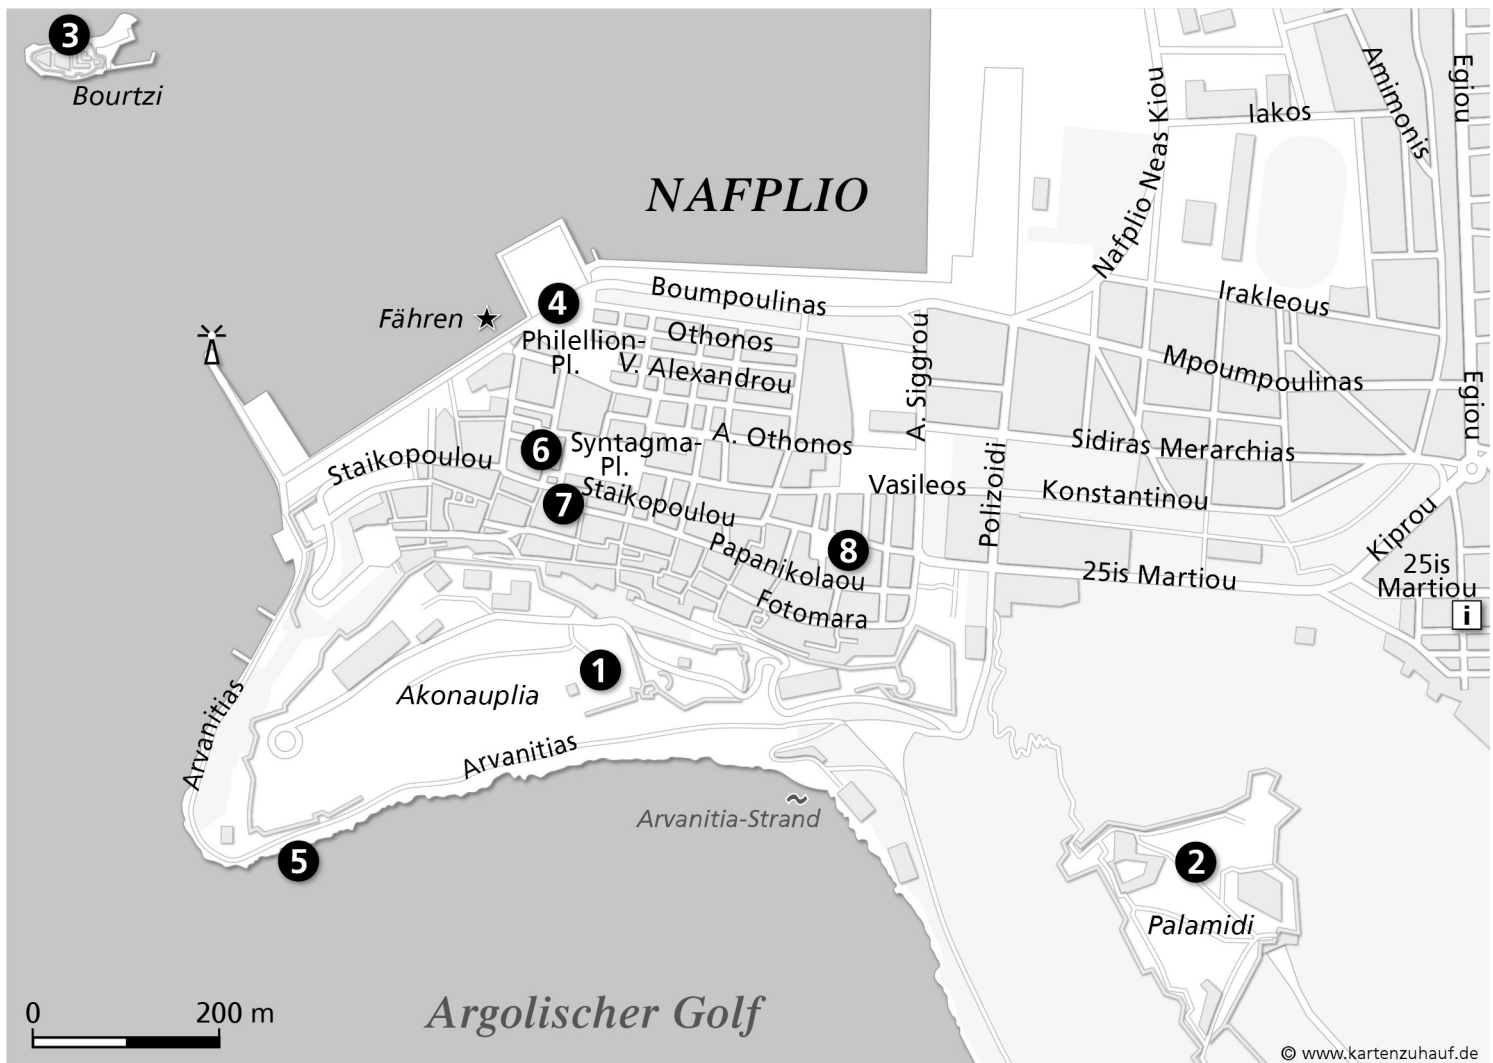 3
Bourtzi
NAFPLIO
Nafplio Neas Kiou
Iakos
Amimonis
Egiou
Irakleous
Mpoumpoulinas
Egiou
4
Fähren
Boumpoulinas
Othonos
Philellion-
Pl.
V. Alexandrou
A. Siggrou
A. Othonos
Sidiras Merarchias
6
Syntagma-
Pl.
Staikopoulou
7
Staikopoulou
Vasileos
Konstantinou
Polizoidi
Kiprou
8
Papanikolaou
Fotomara
25is Martiou
25is
Martiou
i
1
Akonauplia
Arvanitias
Arvanitias
Arvanitia-Strand
5
2
Palamidi
Argolischer Golf
0
200 m
© www.kartenzuhauf.de